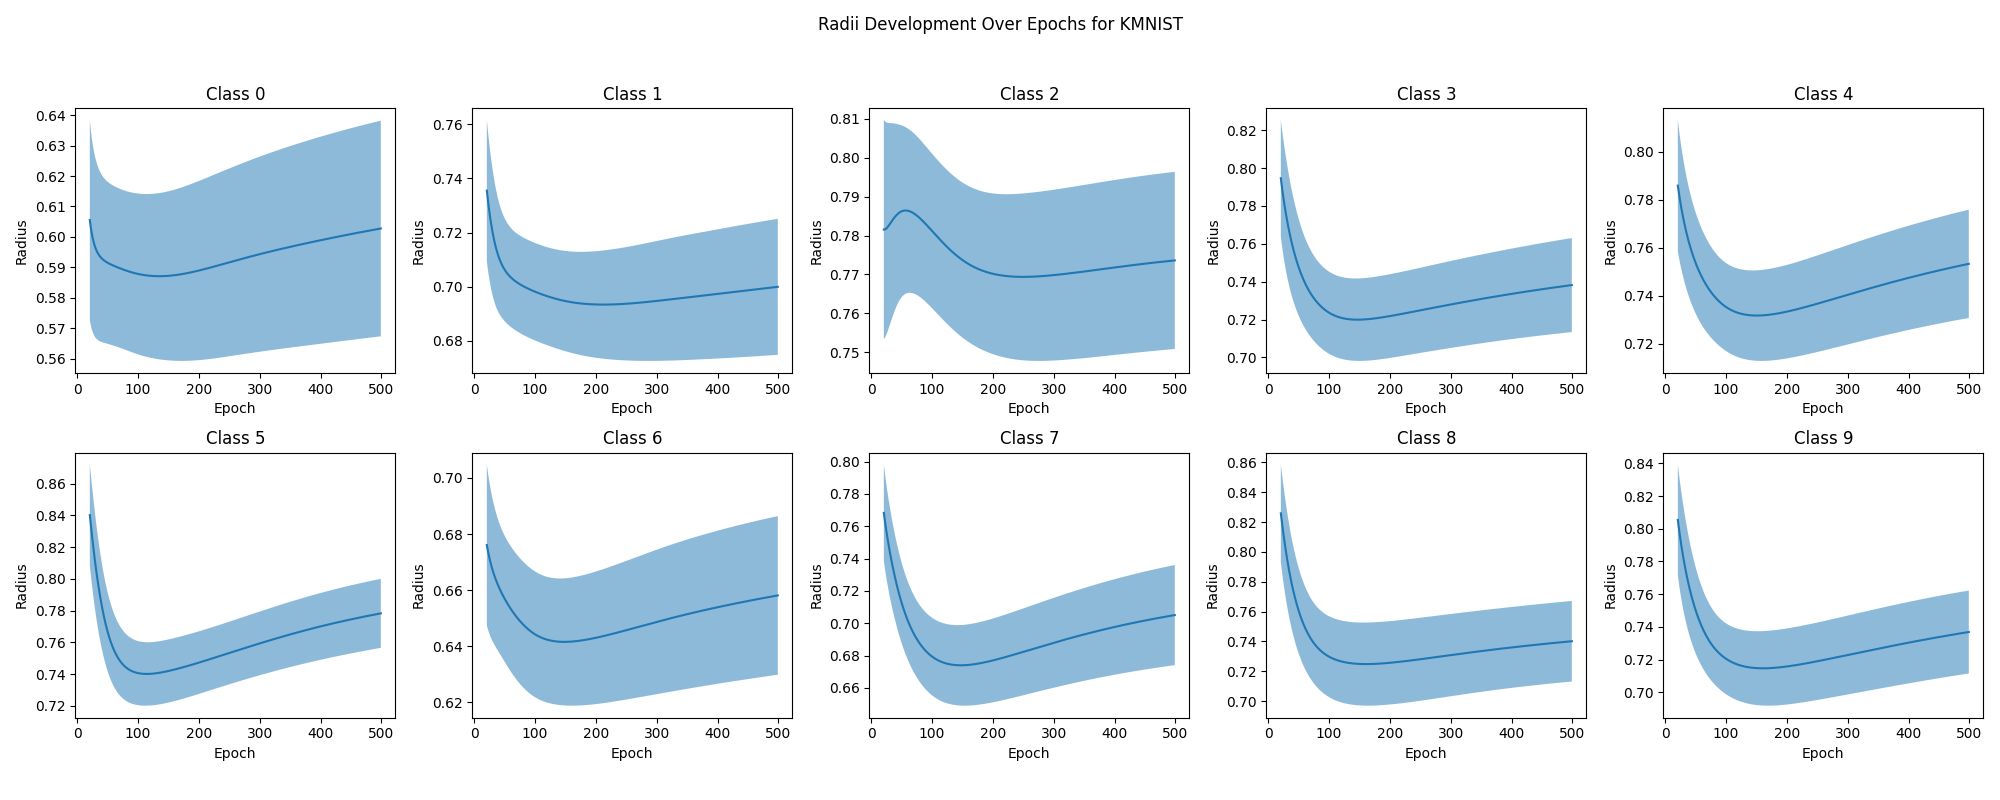 Radii Development Over Epochs for KMNIST
Class 0
0.64
0.63
0.62
0.61
0.60
0.59
0.58
0.57
0.56
Radius
0 100 200 300 400 500
Epoch
Class 1
0.76
0.74
0.72
0.70
0.68
Radius
0 100 200 300 400 500
Epoch
Class 2
0.81
0.80
0.79
0.78
0.77
0.76
0.75
Radius
0 100 200 300 400 500
Epoch
Class 3
0.82
0.80
0.78
0.76
0.74
0.72
0.70
Radius
0 100 200 300 400 500
Epoch
Class 4
0.80
0.78
0.76
0.74
0.72
Radius
0 100 200 300 400 500
Epoch
Class 5
0.86
0.84
0.82
0.80
0.78
0.76
0.74
0.72
Radius
0 100 200 300 400 500
Epoch
Class 6
0.70
0.68
0.66
0.64
0.62
Radius
0 100 200 300 400 500
Epoch
Class 7
0.80
0.78
0.76
0.74
0.72
0.70
0.68
0.66
Radius
0 100 200 300 400 500
Epoch
Class 8
0.86
0.84
0.82
0.80
0.78
0.76
0.74
0.72
0.70
Radius
0 100 200 300 400 500
Epoch
Class 9
0.84
0.82
0.80
0.78
0.76
0.74
0.72
0.70
Radius
0 100 200 300 400 500
Epoch